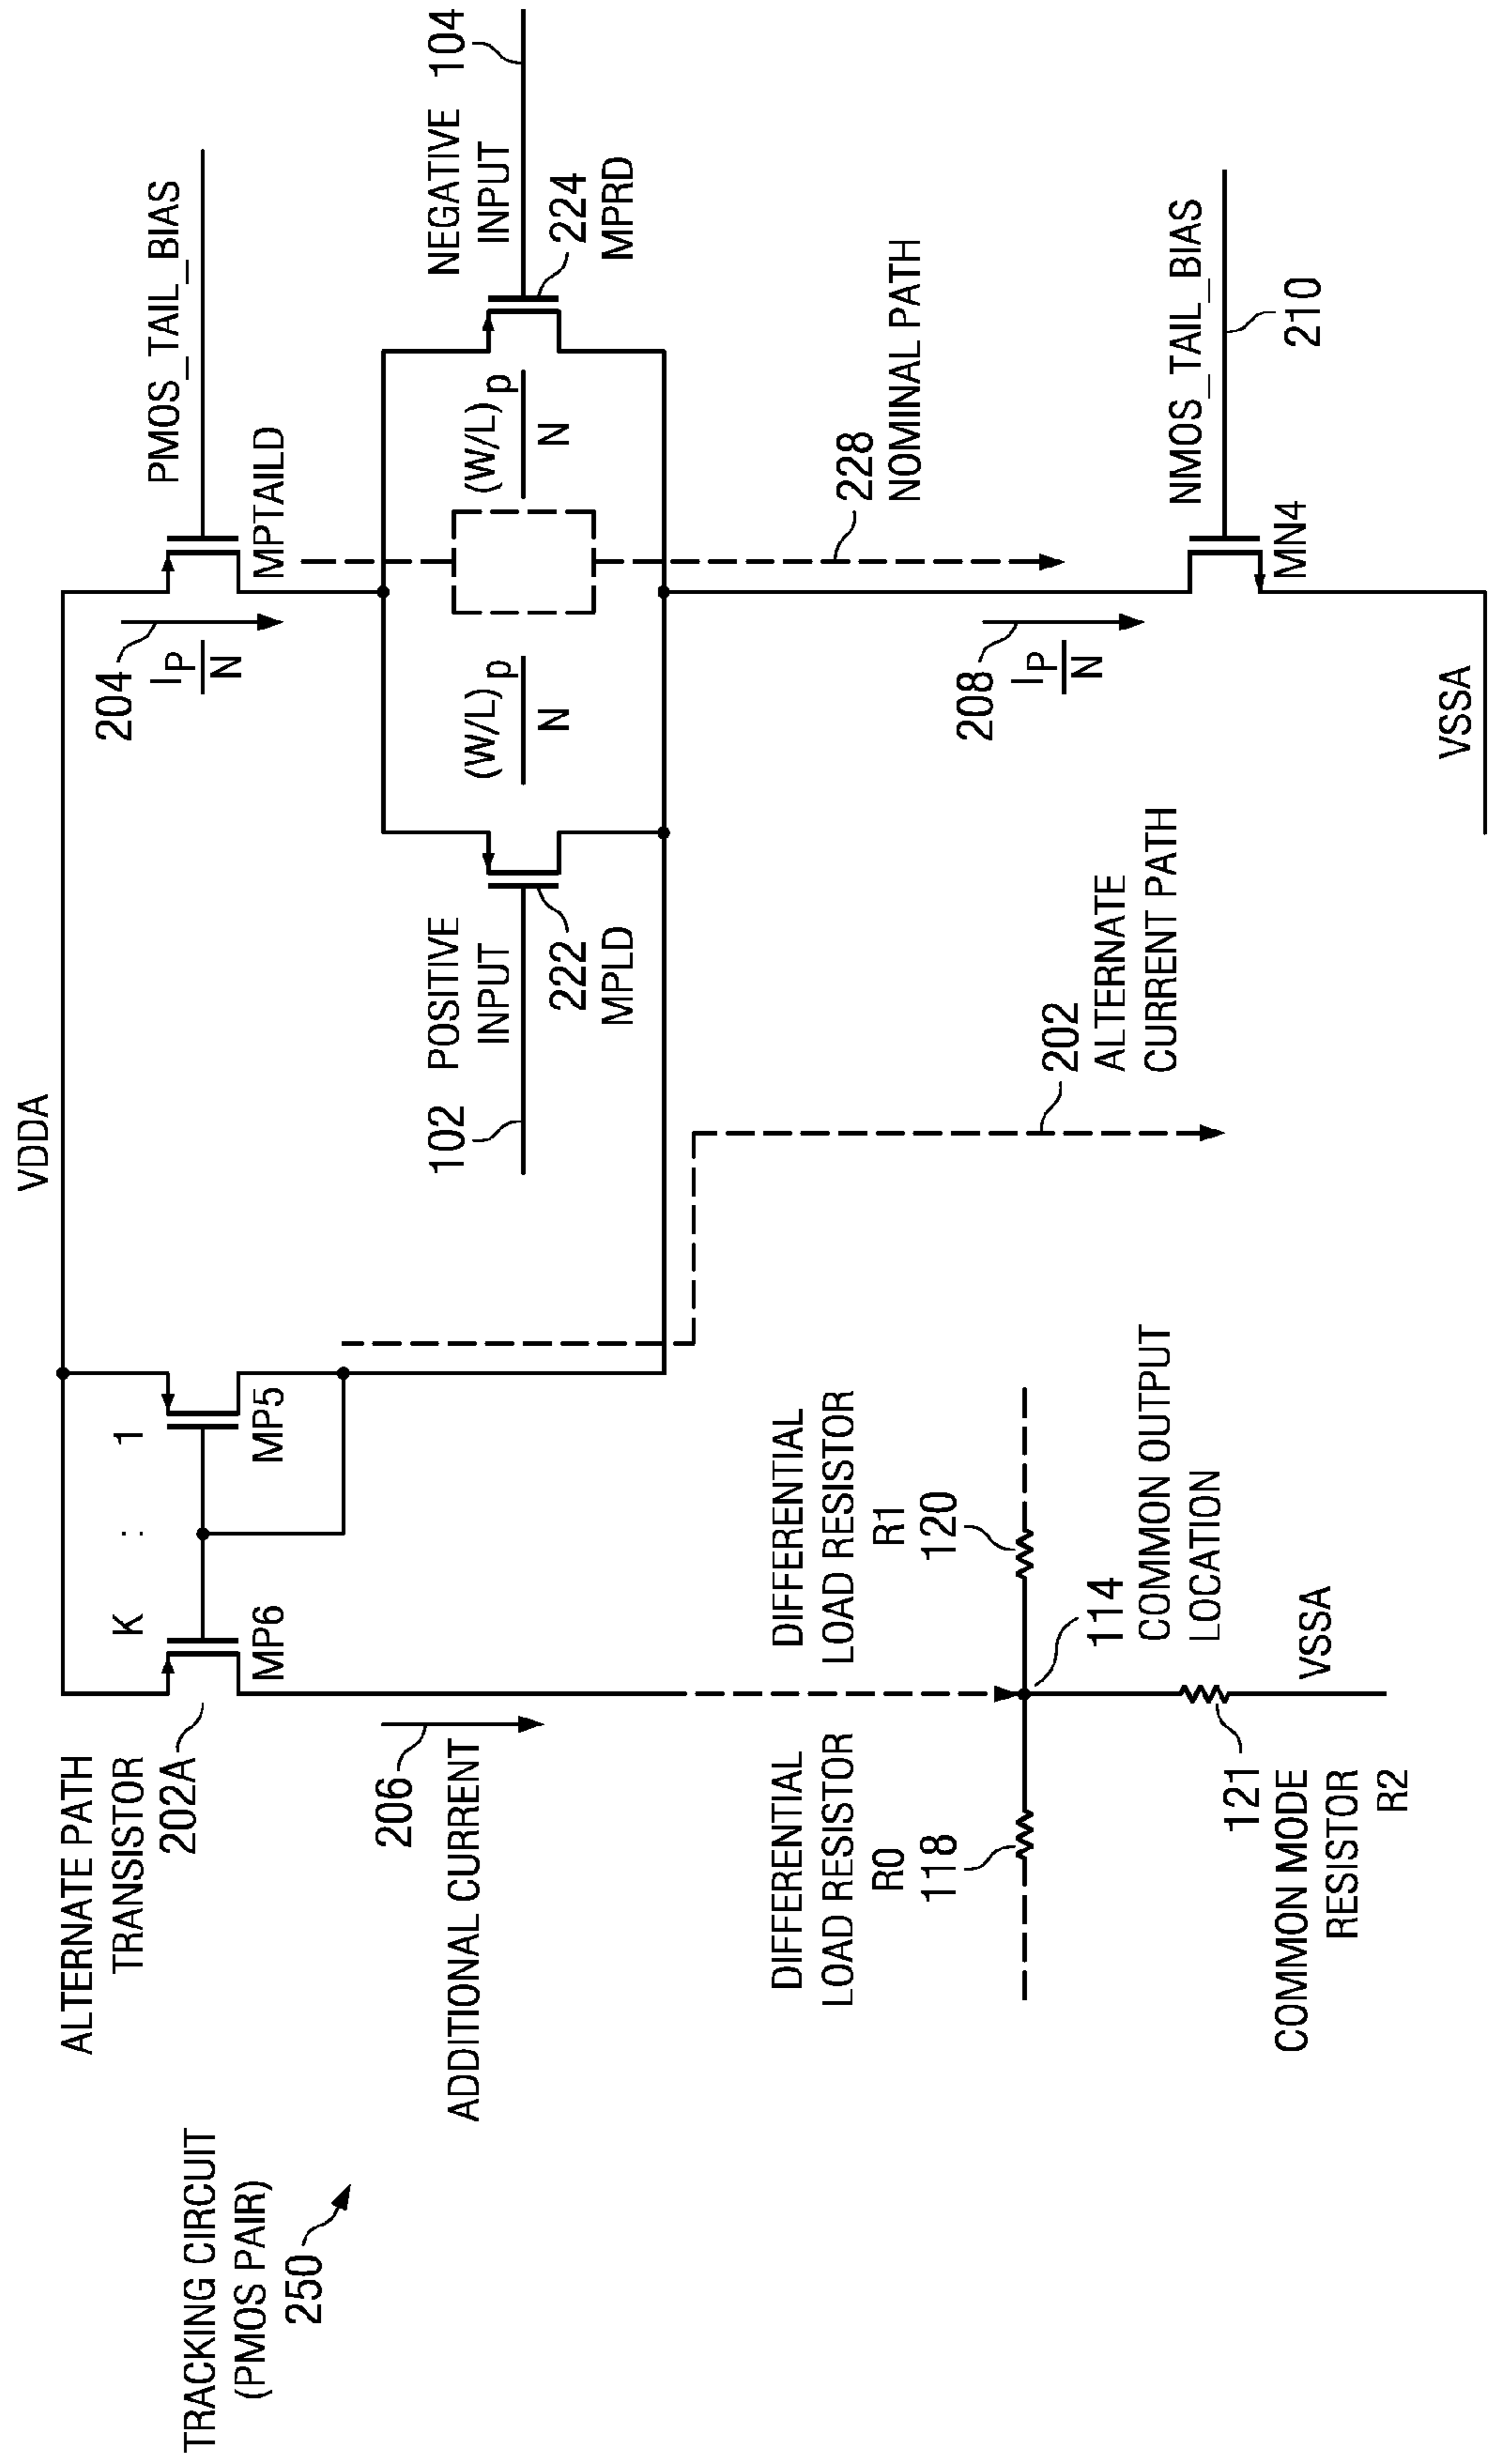 TRACKING CIRCUIT
(PMOS PAIR)
250
ALTERNATE PATH
TRANSISTOR
202A
K : 1
MP6
MP5
VDDA
206
ADDITIONAL CURRENT
204
IP
N
MPTAILD
PMOS_TAIL_BIAS
102
POSITIVE
INPUT
222
MPLD
(W/L)p
N
(W/L)p
N
NEGATIVE
INPUT
104
224
MPRD
228
NOMINAL PATH
202
ALTERNATE
CURRENT PATH
208
IP
N
NMOS_TAIL_BIAS
210
MN4
VSSA
DIFFERENTIAL
LOAD RESISTOR
R0
118
DIFFERENTIAL
LOAD RESISTOR
R1
120
114
COMMON OUTPUT
LOCATION
121
COMMON MODE
RESISTOR
R2
VSSA